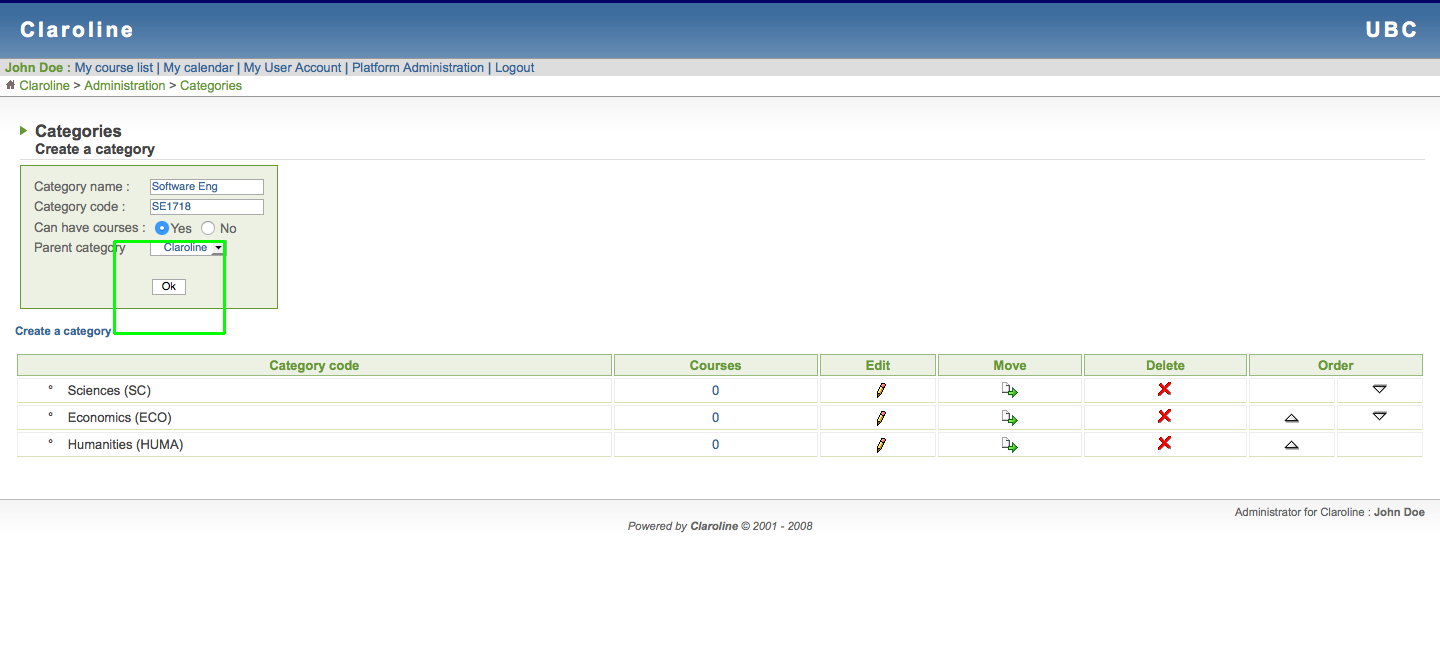 Claroline UBC
John Doe : My course list | My calendar | My User Account | Platform Administration | Logout
Claroline > Administration > Categories
Categories
Create a category
Category name : Software Eng
Category code : SE1718
Can have courses : Yes No
Parent category Claroline
Ok
Create a category
Category code Courses Edit Move Delete Order
° Sciences (SC) 0
° Economics (ECO) 0
° Humanities (HUMA) 0
Administrator for Claroline : John Doe
Powered by Claroline © 2001 - 2008